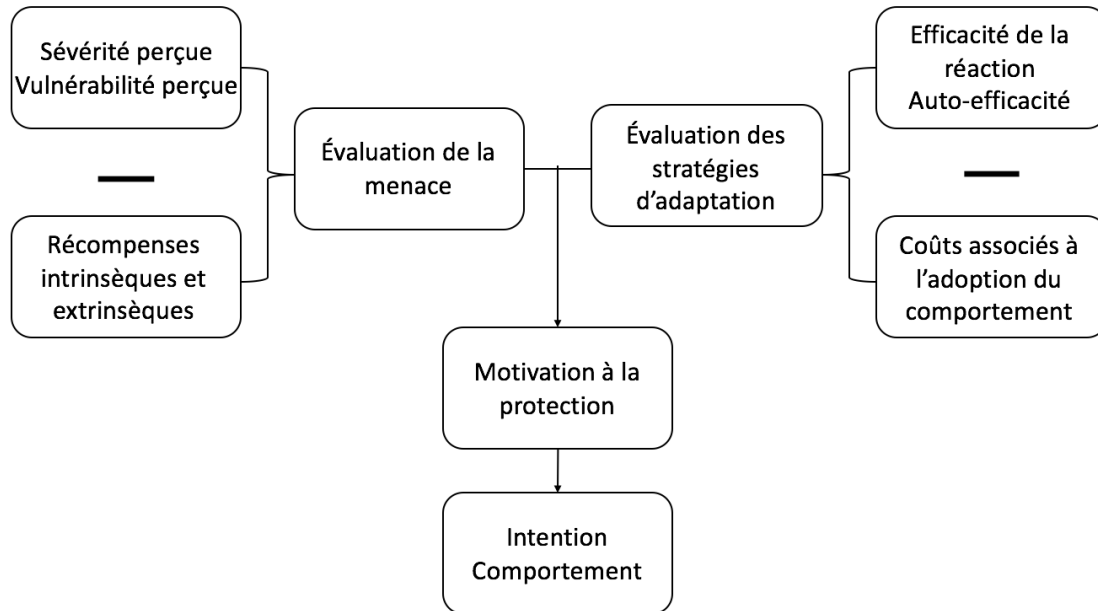 Sévérité perçue
Vulnérabilité perçue
Récompenses
intrinsèques et
extrinsèques
Évaluation de la
menace
Évaluation des
stratégies
d’adaptation
Efficacité de la
réaction
Auto-efficacité
Coûts associés à
l’adoption du
comportement
Motivation à la
protection
Intention
Comportement